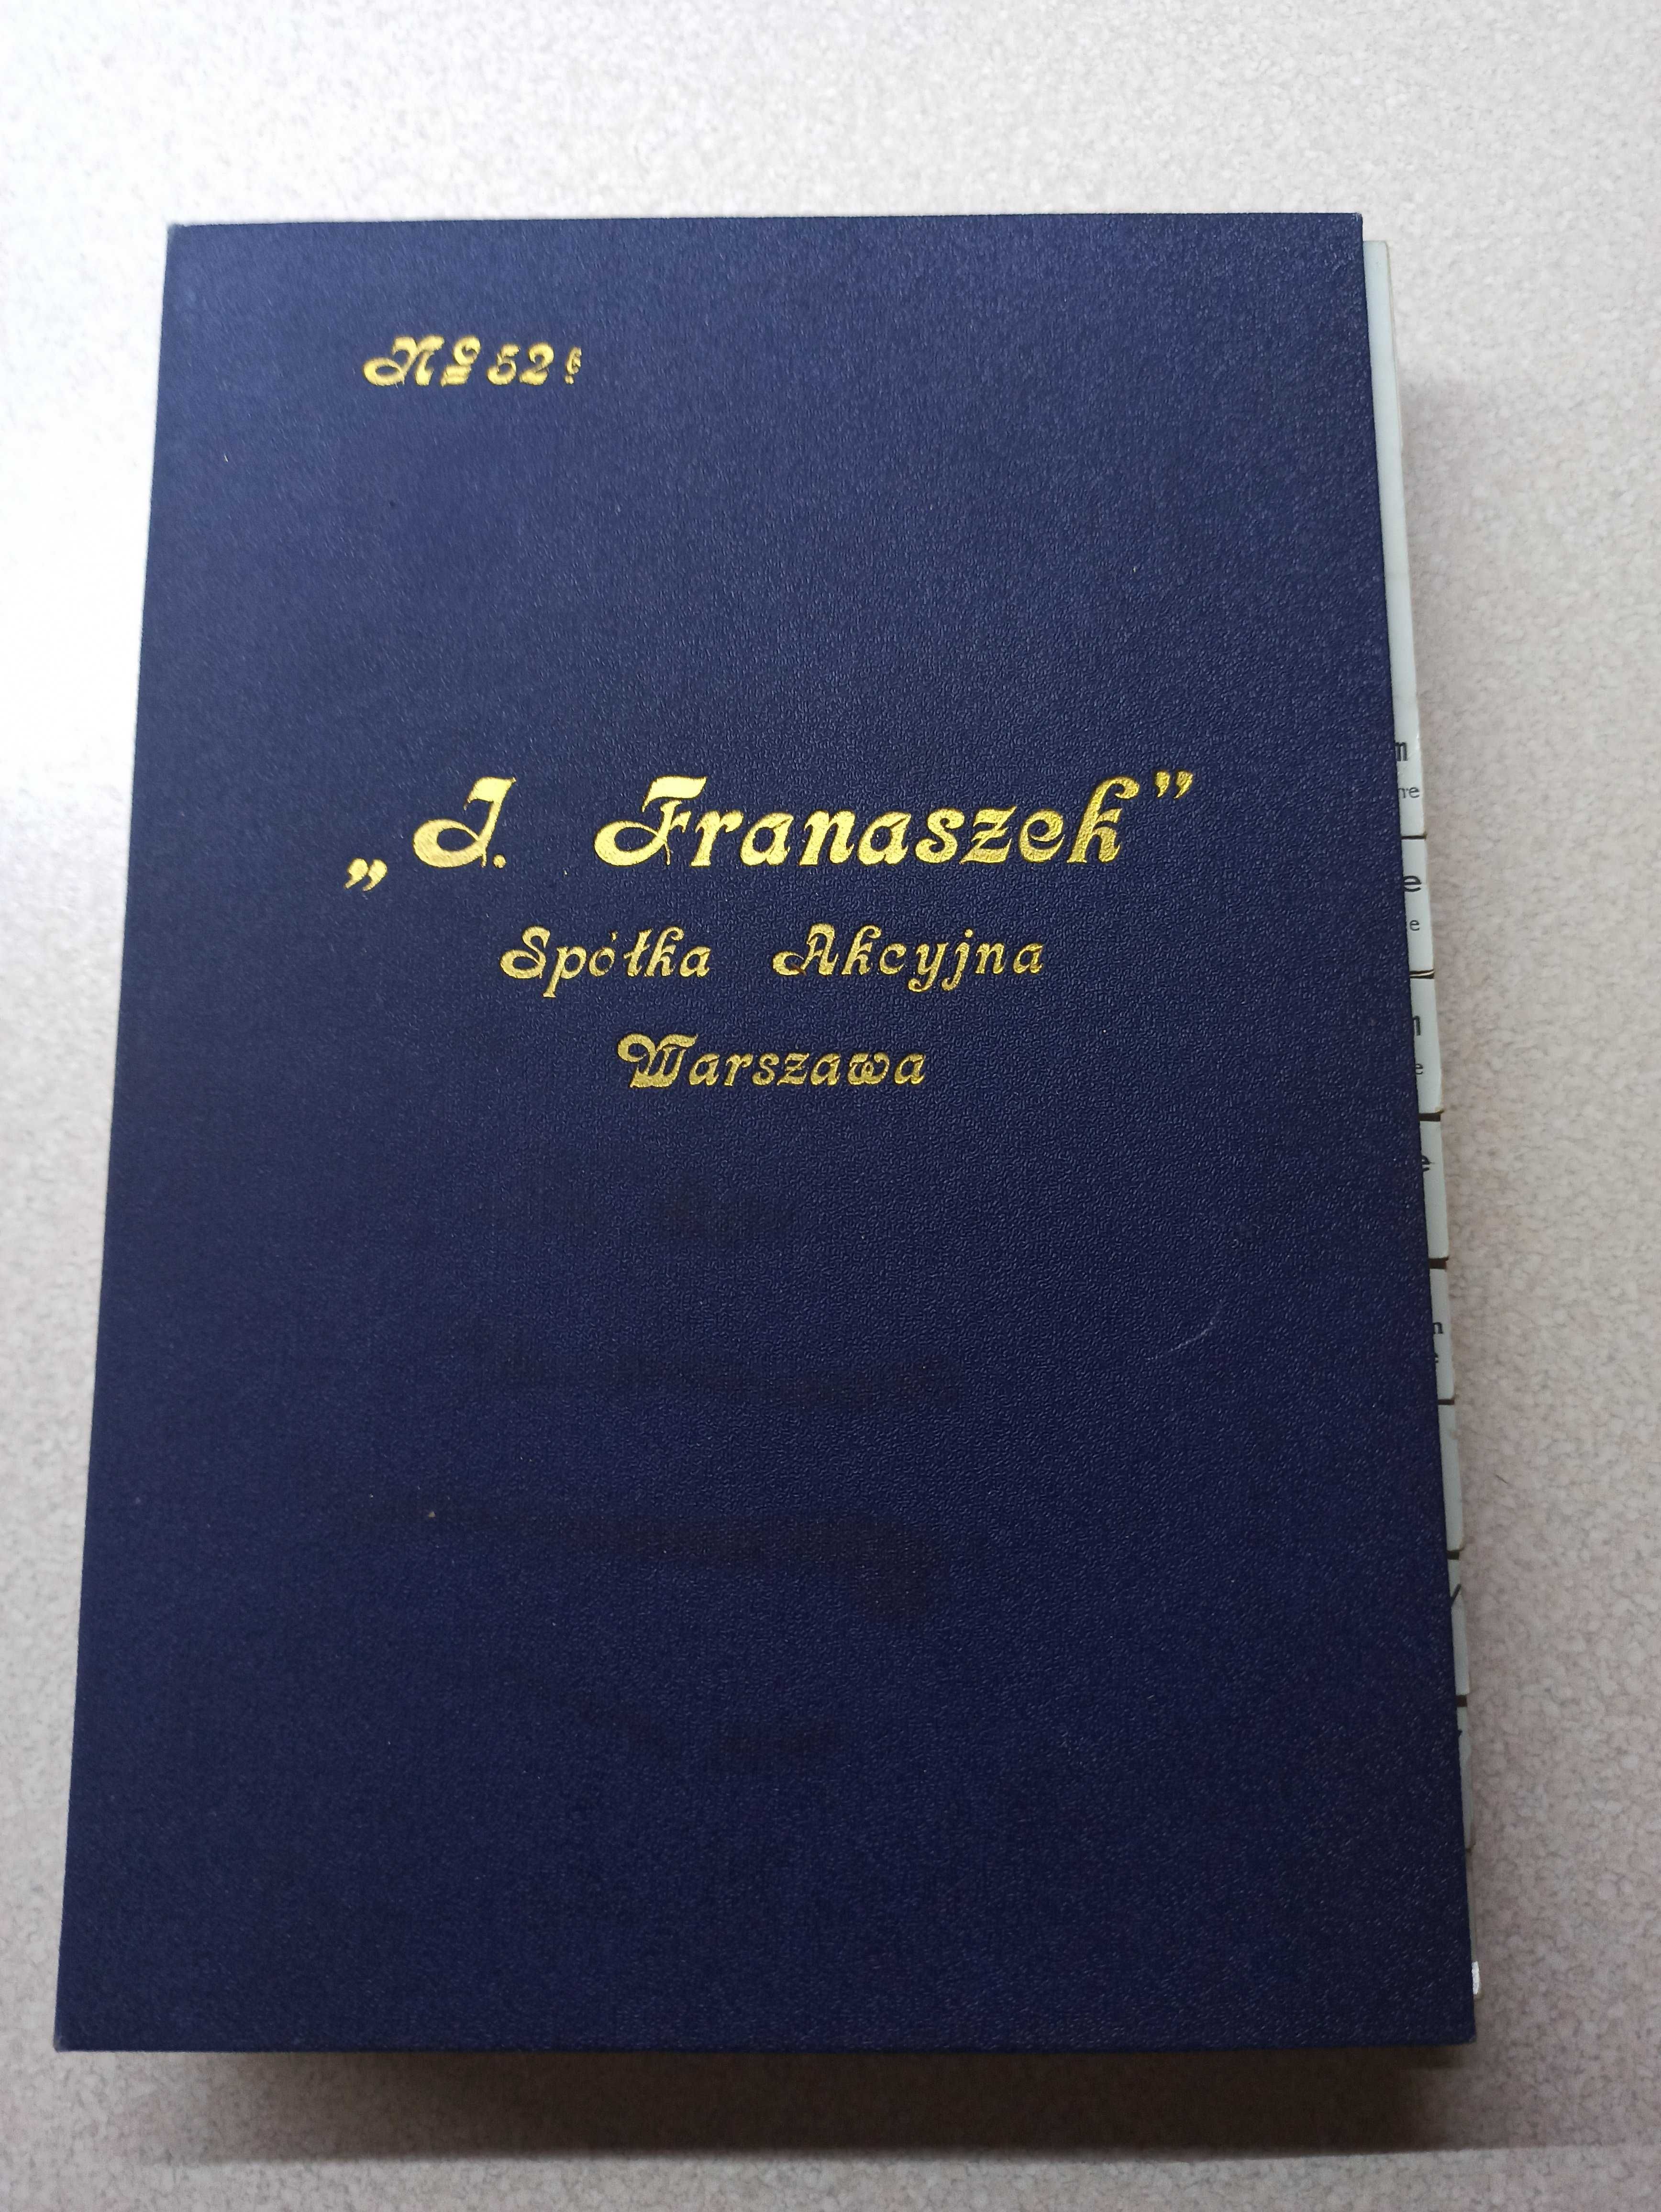 № 52
„J. Franaszek”
Spółka Akcyjna
Warszawa